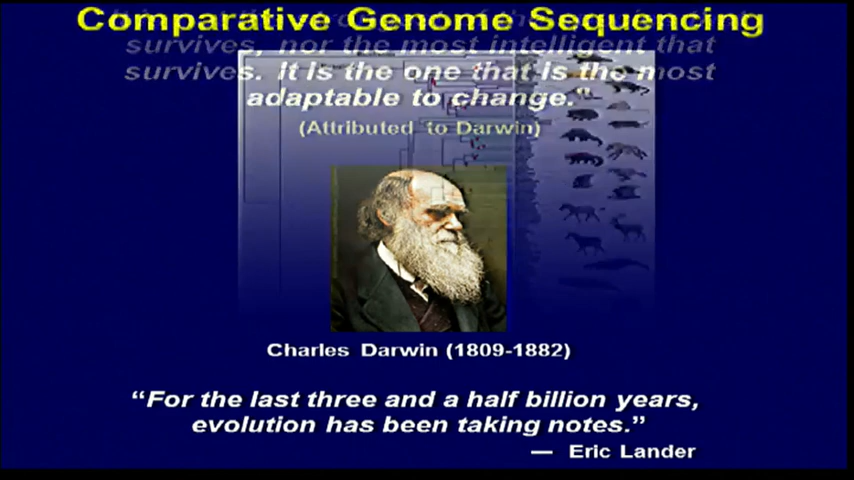 Comparative Genome Sequencing
survives, nor the most intelligent that
survives. It is the one that is the most
adaptable to change."
(Attributed to Darwin)
Charles Darwin (1809-1882)
“For the last three and a half billion years,
evolution has been taking notes.”
— Eric Lander